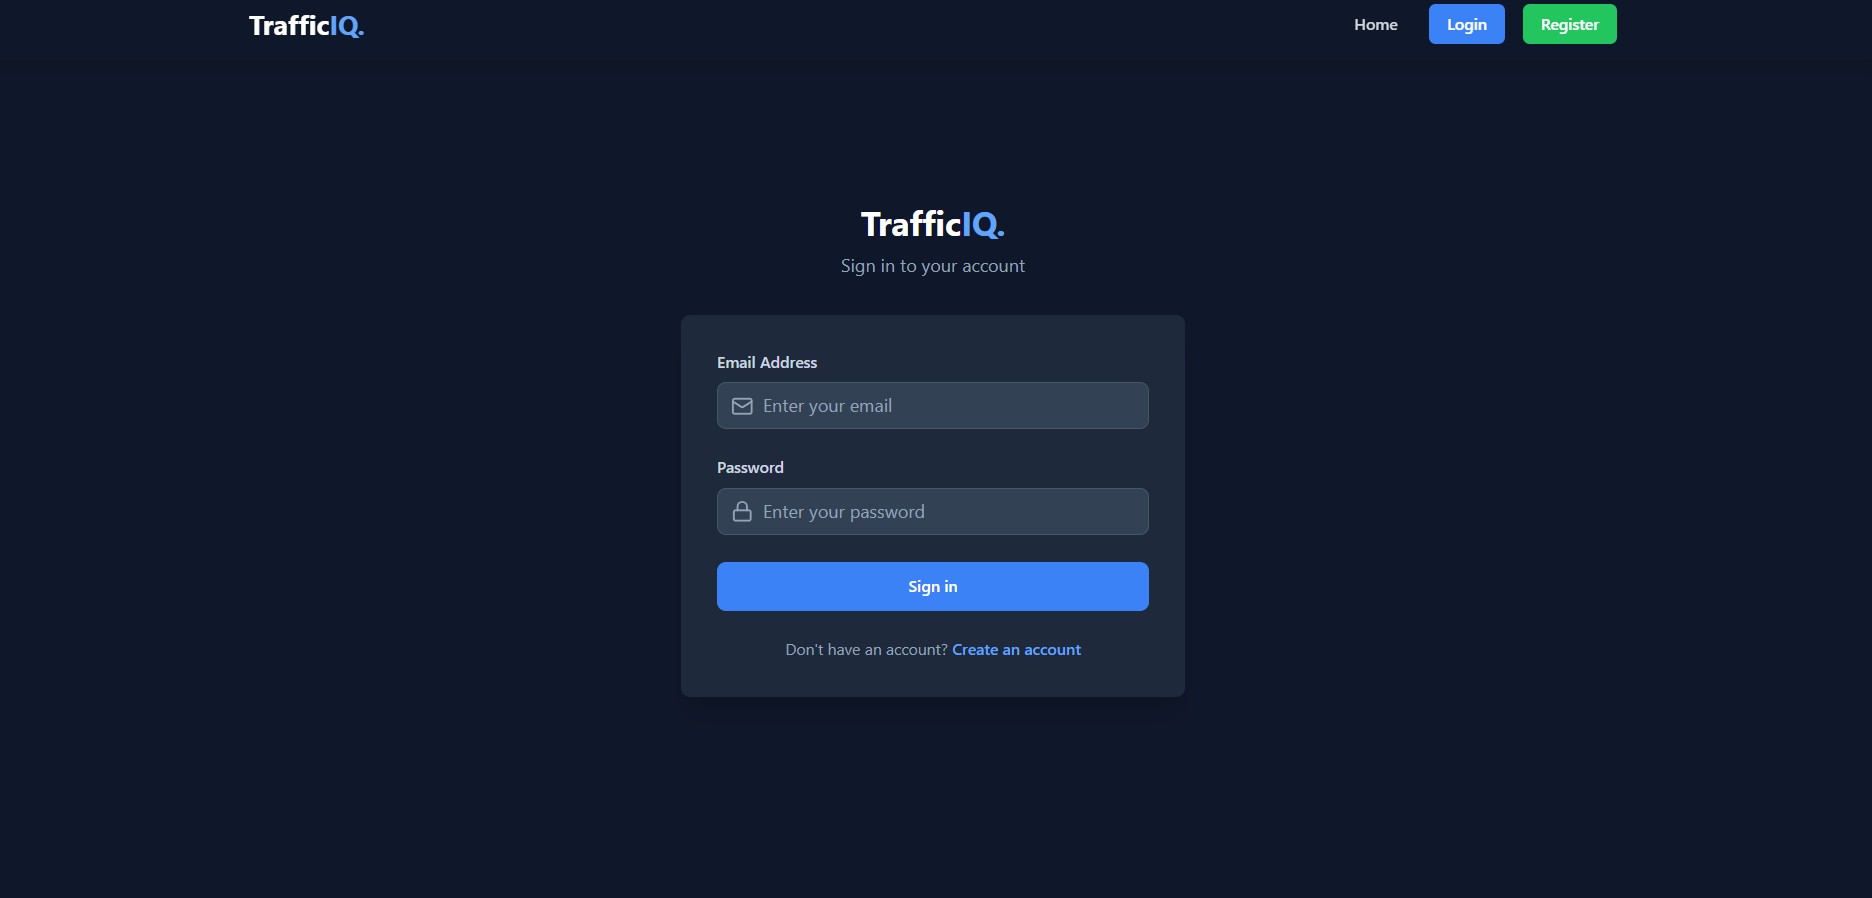 TrafficIQ.
Home
Login
Register
TrafficIQ.
Sign in to your account
Email Address
Enter your email
Password
Enter your password
Sign in
Don't have an account? Create an account